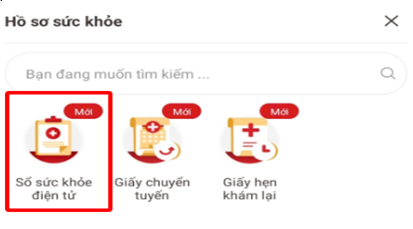 Hồ sơ sức khỏe
Bạn đang muốn tìm kiếm ...
Mới
Mới
Mới
Sổ sức khỏe
điện tử
Giấy chuyển
tuyến
Giấy hẹn
khám lại